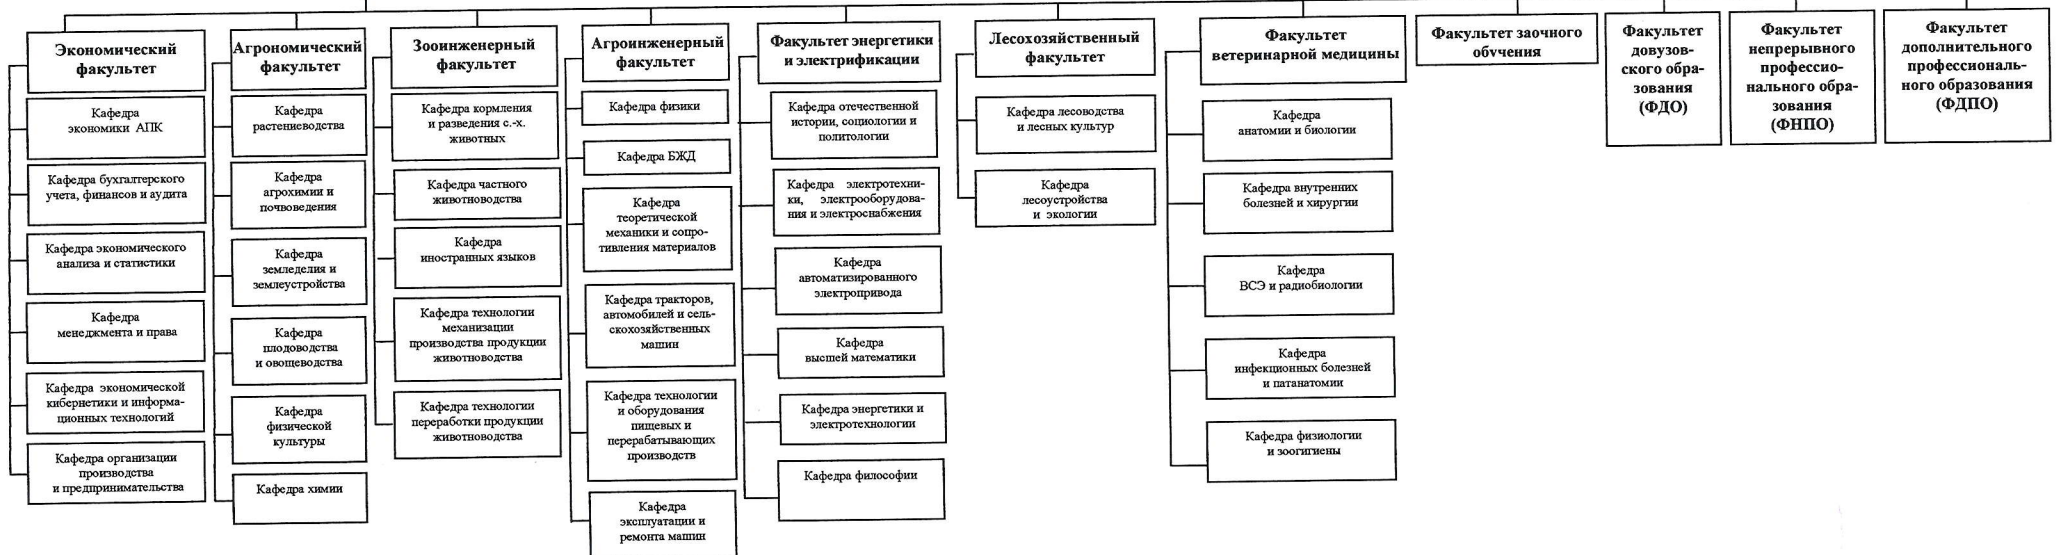 Экономический
факультет
Кафедра
экономики АПК
Кафедра бухгалтерского
учета, финансов и аудита
Кафедра экономического
анализа и статистики
Кафедра
менеджмента и права
Кафедра экономической
кибернетики и информа-
ционных технологий
Кафедра организации
производства
и предпринимательства
Агрономический
факультет
Кафедра
растениеводства
Кафедра
агрохимии и
почвоведения
Кафедра
земледелия и
землеустройства
Кафедра
плодоводства
и овощеводства
Кафедра
физической
культуры
Кафедра химии
Зооинженерный
факультет
Кафедра кормления
и разведения с.-х.
животных
Кафедра частного
животноводства
Кафедра
иностранных языков
Кафедра технологии
механизации
производства продукции
животноводства
Кафедра технологии
переработки продукции
животноводства
Агроинженерный
факультет
Кафедра физики
Кафедра БЖД
Кафедра
теоретической
механики и сопро-
тивления материалов
Кафедра тракторов,
автомобилей и сель-
скохозяйственных
машин
Кафедра технологии
и оборудования
пищевых и
перерабатывающих
производств
Кафедра
эксплуатации и
ремонта машин
Факультет энергетики
и электрификации
Кафедра отечественной
истории, социологии и
политологии
Кафедра электротехни-
ки, электрооборудова-
ния и электроснабжения
Кафедра
автоматизированного
электропривода
Кафедра
высшей математики
Кафедра энергетики и
электротехнологии
Кафедра философии
Лесохозяйственный
факультет
Кафедра лесоводства
и лесных культур
Кафедра
лесоустройства
и экологии
Факультет
ветеринарной медицины
Кафедра
анатомии и биологии
Кафедра внутренних
болезней и хирургии
Кафедра
ВСЭ и радиобиологии
Кафедра
инфекционных болезней
и патанатомии
Кафедра физиологии
и зоогигиены
Факультет заочного
обучения
Факультет
довузов-
ского обра-
зования
(ФДО)
Факультет
непрерывного
профессио-
нального обра-
зования
(ФНПО)
Факультет
дополнительного
профессиональ-
ного образования
(ФДПО)